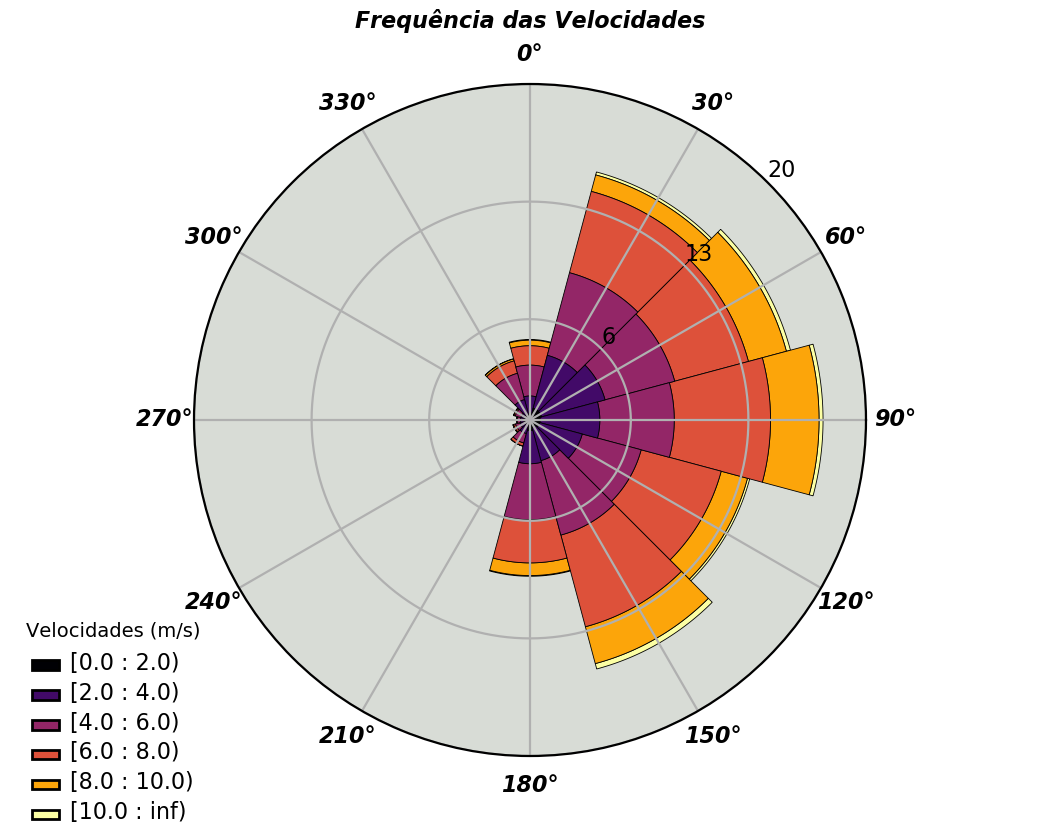 Frequência das Velocidades
0°
330°
30°
20
300°
60°
13
6
270°
90°
240°
120°
210°
150°
180°
Velocidades (m/s)
[0.0 : 2.0)
[2.0 : 4.0)
[4.0 : 6.0)
[6.0 : 8.0)
[8.0 : 10.0)
[10.0 : inf)